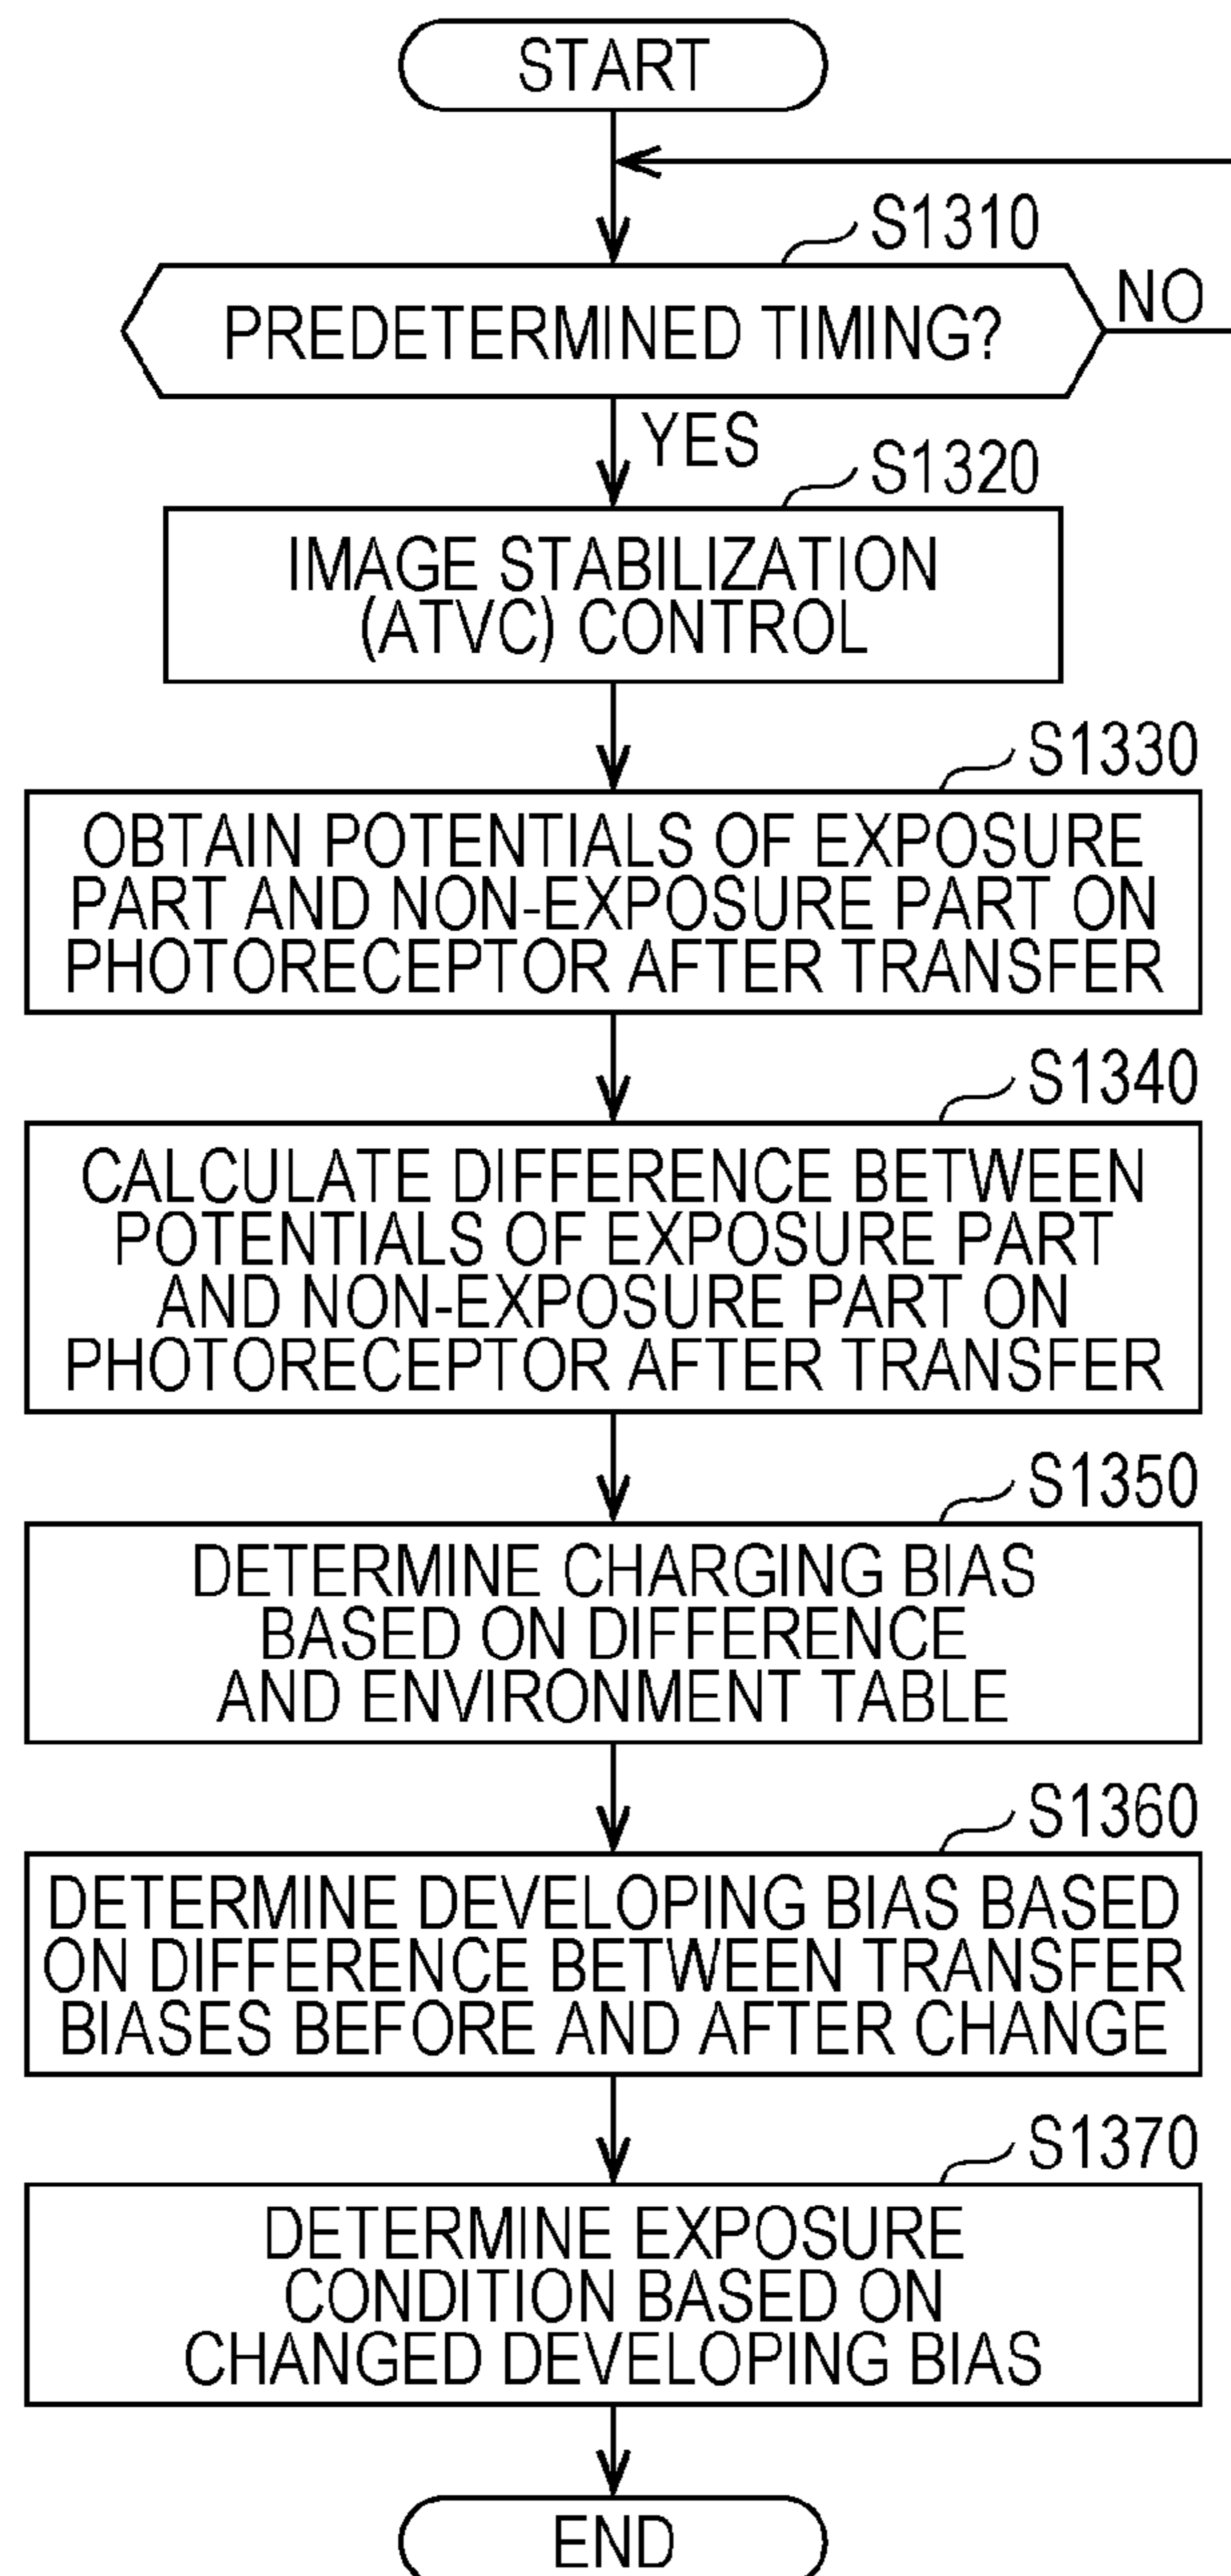 START
S1310
PREDETERMINED TIMING?
NO
YES
S1320
IMAGE STABILIZATION
(ATVC) CONTROL
S1330
OBTAIN POTENTIALS OF EXPOSURE
PART AND NON-EXPOSURE PART ON
PHOTORECEPTOR AFTER TRANSFER
S1340
CALCULATE DIFFERENCE BETWEEN
POTENTIALS OF EXPOSURE PART
AND NON-EXPOSURE PART ON
PHOTORECEPTOR AFTER TRANSFER
S1350
DETERMINE CHARGING BIAS
BASED ON DIFFERENCE
AND ENVIRONMENT TABLE
S1360
DETERMINE DEVELOPING BIAS BASED
ON DIFFERENCE BETWEEN TRANSFER
BIASES BEFORE AND AFTER CHANGE
S1370
DETERMINE EXPOSURE
CONDITION BASED ON
CHANGED DEVELOPING BIAS
END